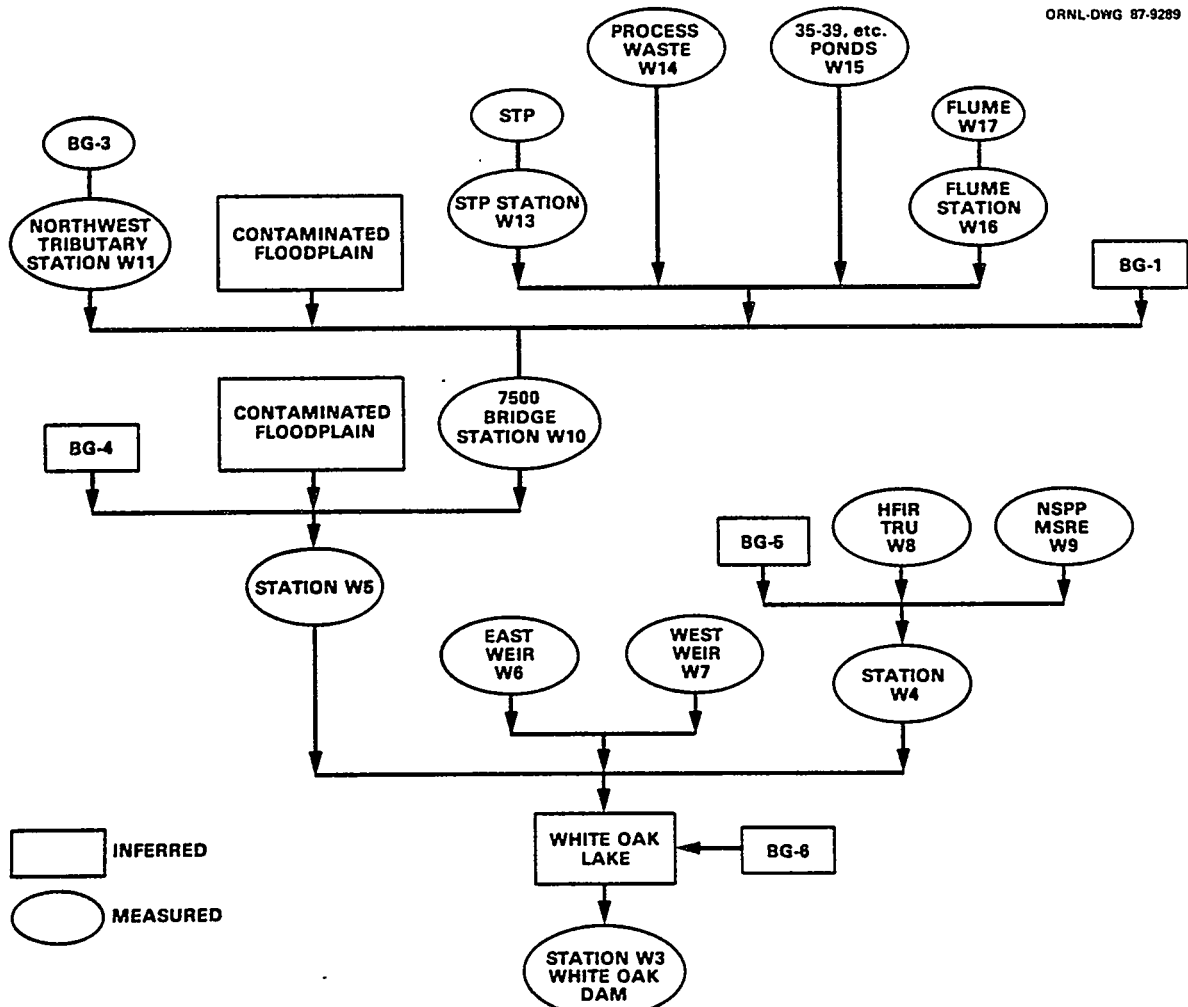 ORNL-DWG 87-9289
PROCESS
WASTE
W14
35-39, etc.
PONDS
W15
STP
FLUME
W17
BG-3
STP STATION
W13
FLUME
STATION
W16
NORTHWEST
TRIBUTARY
STATION W11
CONTAMINATED
FLOODPLAIN
BG-1
7500
BRIDGE
STATION W10
CONTAMINATED
FLOODPLAIN
BG-4
HFIR
TRU
W8
NSPP
MSRE
W9
BG-5
STATION W5
EAST
WEIR
W6
WEST
WEIR
W7
STATION
W4
WHITE OAK
LAKE
BG-6
INFERRED
MEASURED
STATION W3
WHITE OAK
DAM